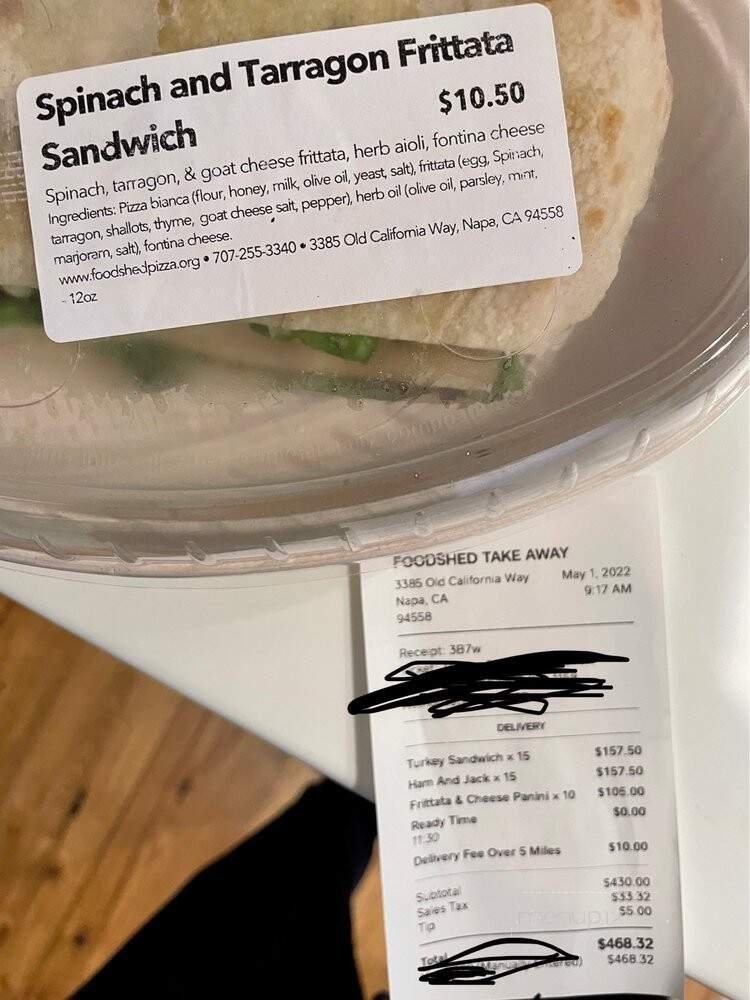 Spinach and Tarragon Frittata
Sandwich $10.50
Spinach, tarragon, & goat cheese frittata, herb aioli, fontina cheese
Ingredients: Pizza bianca (flour, honey, milk, olive oil, yeast, salt), frittata (egg, Spinach,
tarragon, shallots, thyme, goat cheese salt, pepper), herb oil (olive oil, parsley, mint,
marjoram, salt), fontina cheese.
www.foodshedpizza.org • 707-255-3340 • 3385 Old California Way, Napa, CA 94558
- 12oz
FOODSHED TAKE AWAY
3385 Old California Way May 1, 2022
Napa, CA 9:17 AM
94558
Receipt: 3B7w
DELIVERY
Turkey Sandwich x 15 $157.50
Ham And Jack x 15 $157.50
Frittata & Cheese Panini x 10 $105.00
Ready Time $0.00
11:30
Delivery Fee Over 5 Miles $10.00
Subtotal $430.00
Sales Tax $33.32
Tip $5.00
Total $468.32
(Manually Entered) $468.32